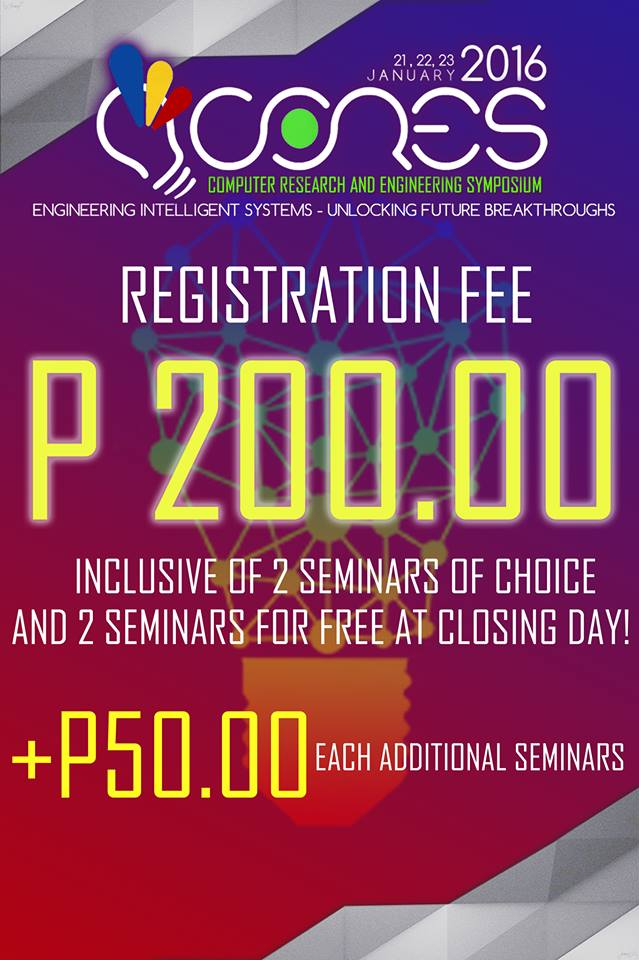 21, 22, 23
JANUARY 2016
CORES
COMPUTER RESEARCH AND ENGINEERING SYMPOSIUM
ENGINEERING INTELLIGENT SYSTEMS - UNLOCKING FUTURE BREAKTHROUGHS
REGISTRATION FEE
P 200.00
INCLUSIVE OF 2 SEMINARS OF CHOICE
AND 2 SEMINARS FOR FREE AT CLOSING DAY!
+P50.00 EACH ADDITIONAL SEMINARS